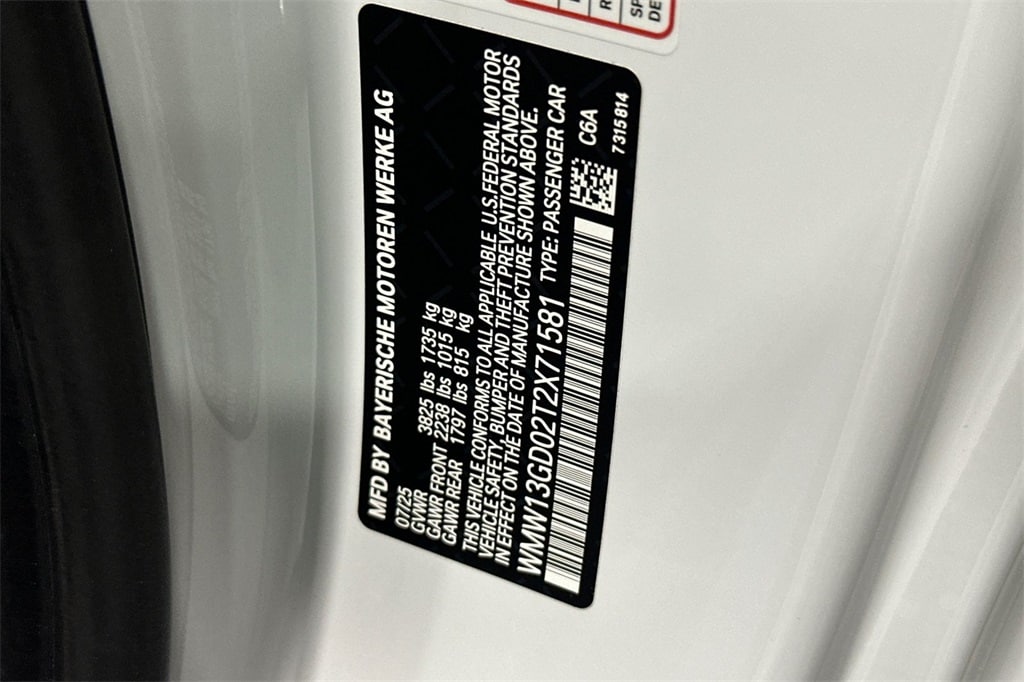 MFD BY BAYERISCHE MOTOREN WERKE AG
07/25
GVWR 3825 lbs 1735 kg
GAWR FRONT 2238 lbs 1015 kg
GAWR REAR 1797 lbs 815 kg
THIS VEHICLE CONFORMS TO ALL APPLICABLE U.S.FEDERAL MOTOR
VEHICLE SAFETY, BUMPER AND THEFT PREVENTION STANDARDS
IN EFFECT ON THE DATE OF MANUFACTURE SHOWN ABOVE.
WMW13GD02T2X71581 TYPE: PASSENGER CAR
C6A
7315814